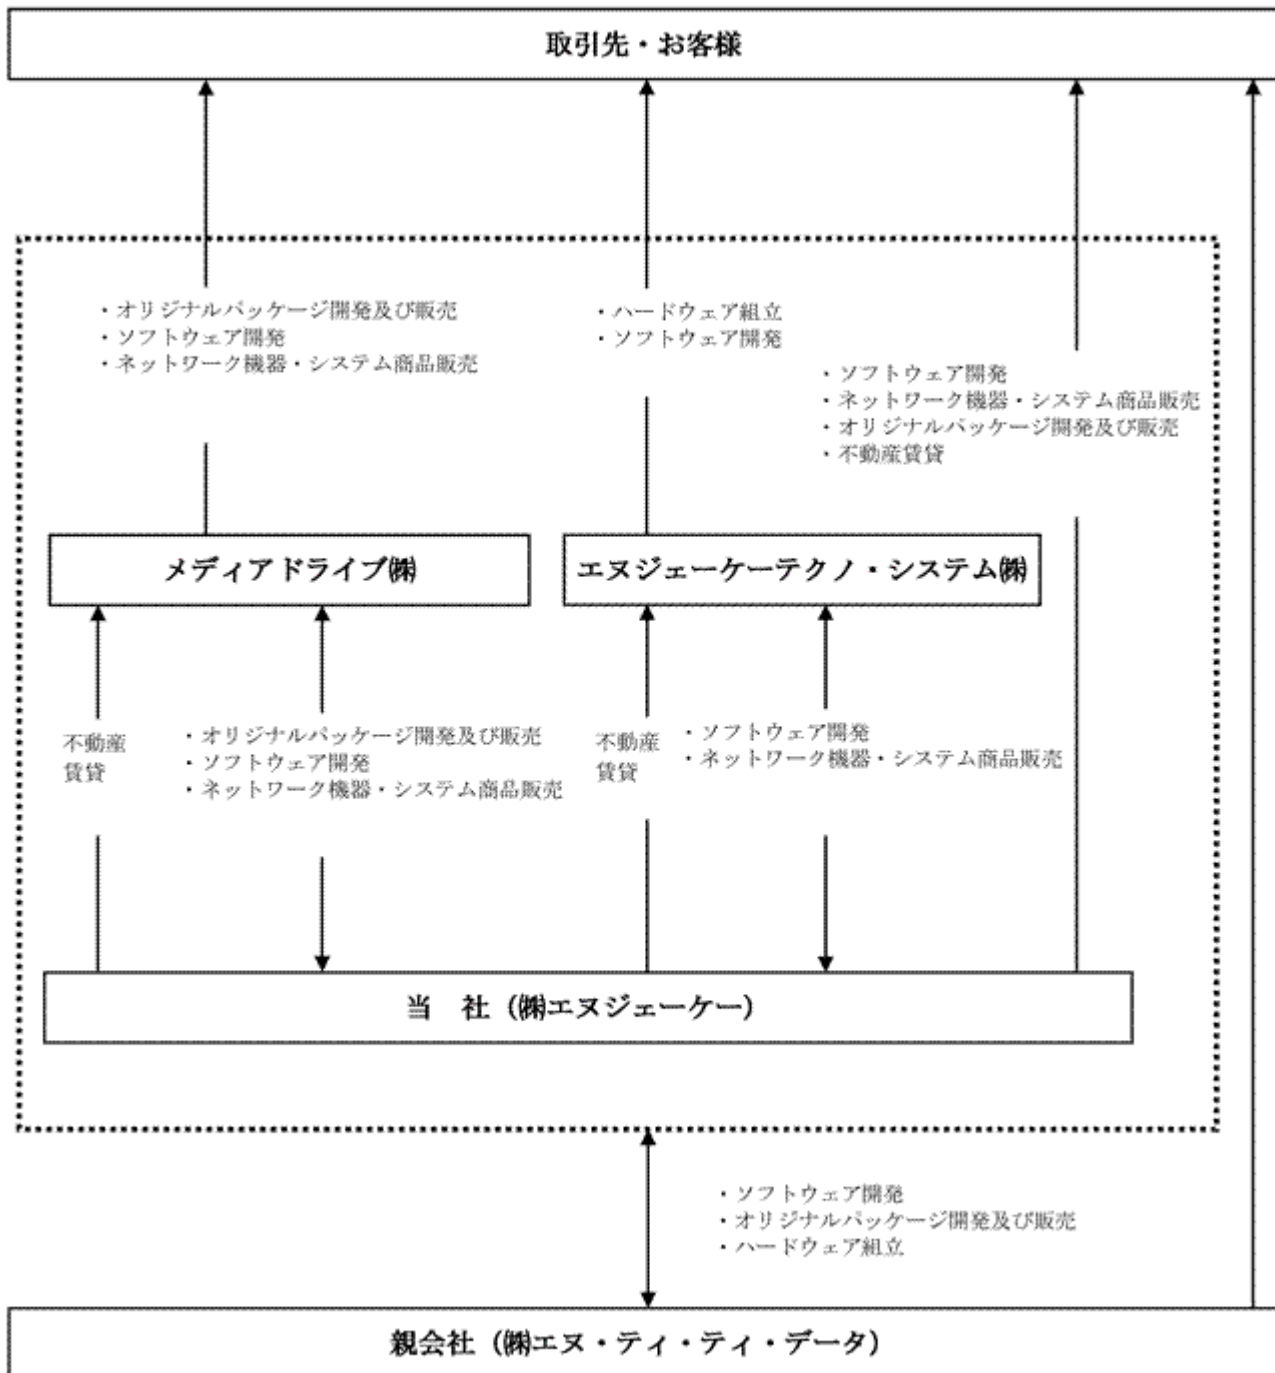 取引先・お客様
・オリジナルパッケージ開発及び販売
・ソフトウェア開発
・ネットワーク機器・システム商品販売
・ハードウェア組立
・ソフトウェア開発
・ソフトウェア開発
・ネットワーク機器・システム商品販売
・オリジナルパッケージ開発及び販売
・不動産賃貸
メディアドライブ㈱
エヌジェーケーテクノ・システム㈱
不動産
賃貸
・オリジナルパッケージ開発及び販売
・ソフトウェア開発
・ネットワーク機器・システム商品販売
不動産
賃貸
・ソフトウェア開発
・ネットワーク機器・システム商品販売
当　社（㈱エヌジェーケー）
・ソフトウェア開発
・オリジナルパッケージ開発及び販売
・ハードウェア組立
親会社（㈱エヌ・ティ・ティ・データ）